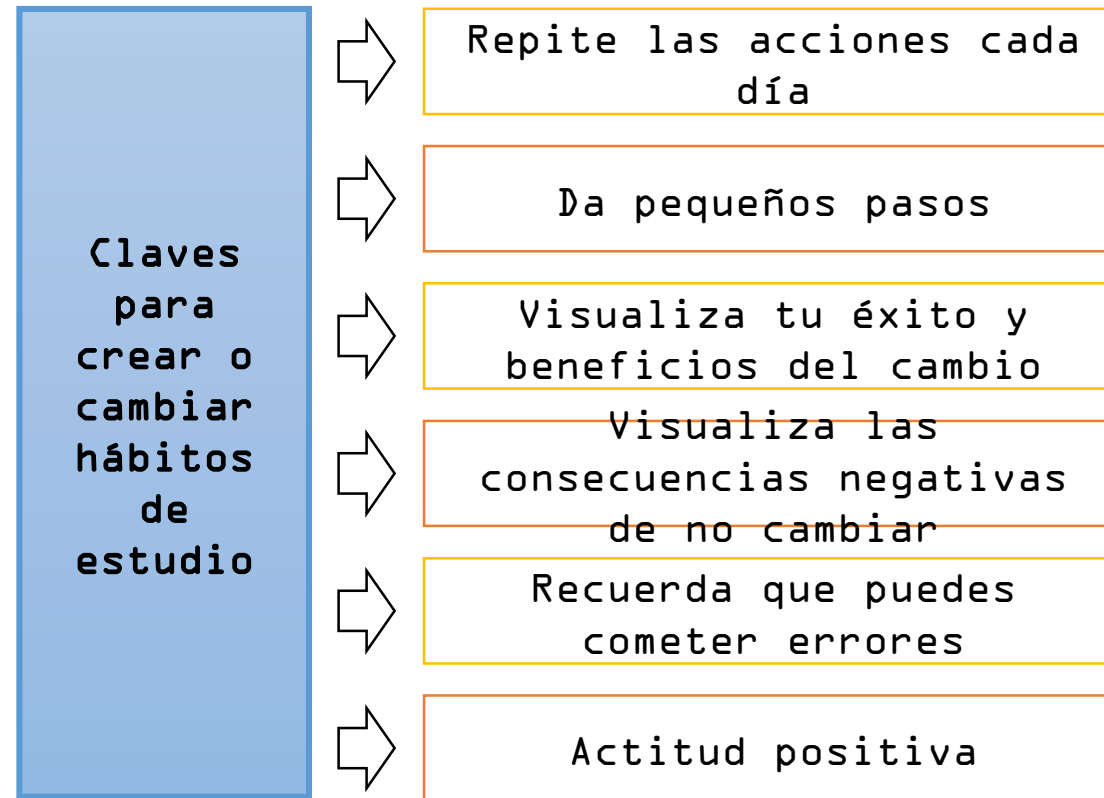 Claves
para
crear o
cambiar
hábitos
de
estudio
Repite las acciones cada
día
Da pequeños pasos
Visualiza tu éxito y
beneficios del cambio
Visualiza las
consecuencias negativas
de no cambiar
Recuerda que puedes
cometer errores
Actitud positiva